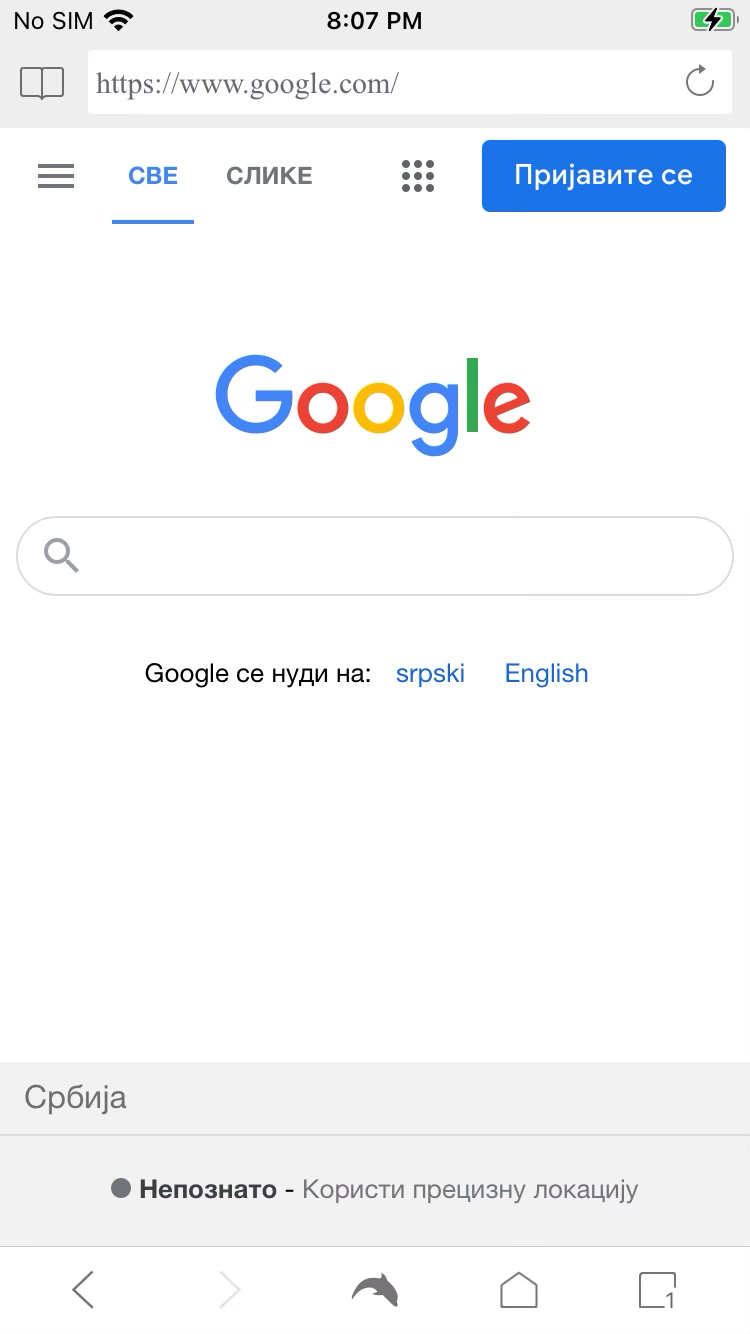 No SIM 8:07 PM
https://www.google.com/
СВЕ СЛИКЕ Пријавите се
Google
Google се нуди на: srpski English
Србија
Непознато - Користи прецизну локацију
1